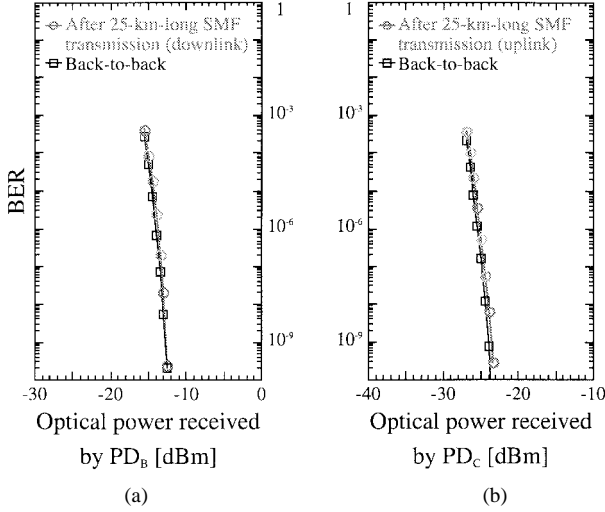 After 25-km-long SMF
transmission (downlink)
Back-to-back
BER
1
10-3
10-6
10-9
-30
-20
-10
0
Optical power received
by PDB [dBm]
(a)
After 25-km-long SMF
transmission (uplink)
Back-to-back
1
10-3
10-6
10-9
-40
-30
-20
-10
Optical power received
by PDC [dBm]
(b)